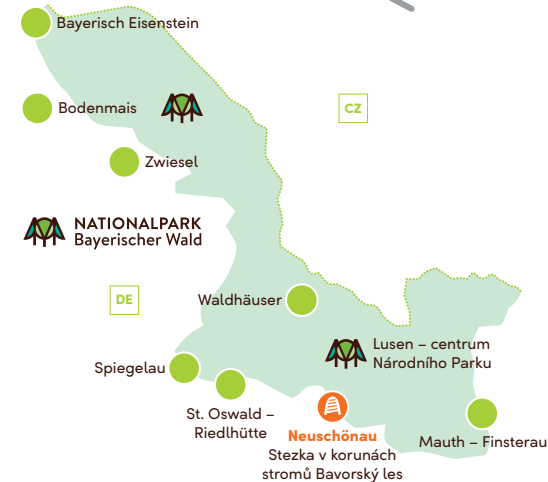 Bayerisch Eisenstein
Bodenmais
CZ
Zwiesel
NATIONALPARK
Bayerischer Wald
DE
Waldhäuser
Lusen – centrum
Národního Parku
Spiegelau
St. Oswald –
Riedlhütte
Neuschönau
Stezka v korunách
stromů Bavorský les
Mauth – Finsterau